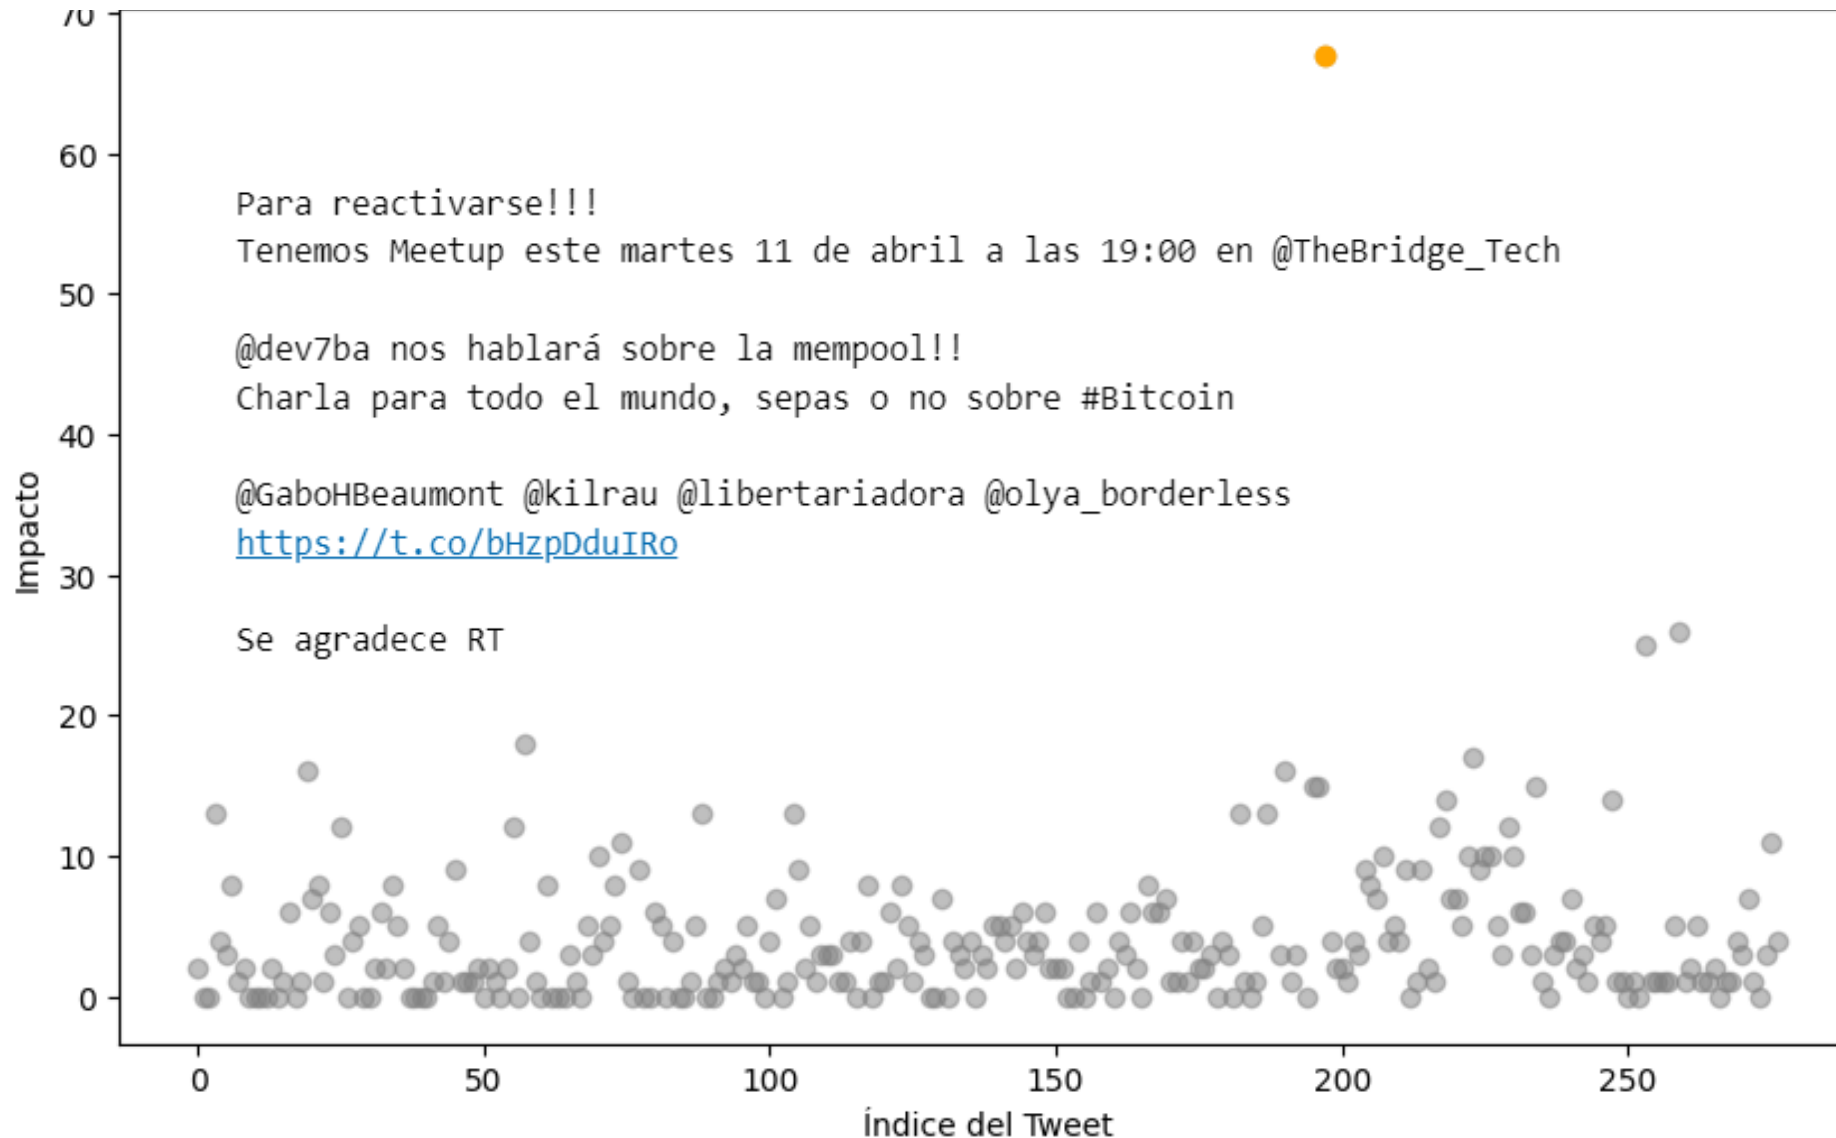 70
60
50
40
30
20
10
0
Impacto
Para reactivarse!!!
Tenemos Meetup este martes 11 de abril a las 19:00 en @TheBridge_Tech
@dev7ba nos hablará sobre la mempool!!
Charla para todo el mundo, sepas o no sobre #Bitcoin
@GaboHBeaumont @kilrau @libertariadora @olya_borderless
https://t.co/bHzpDduIRo
Se agradece RT
0 50 100 150 200 250
Índice del Tweet